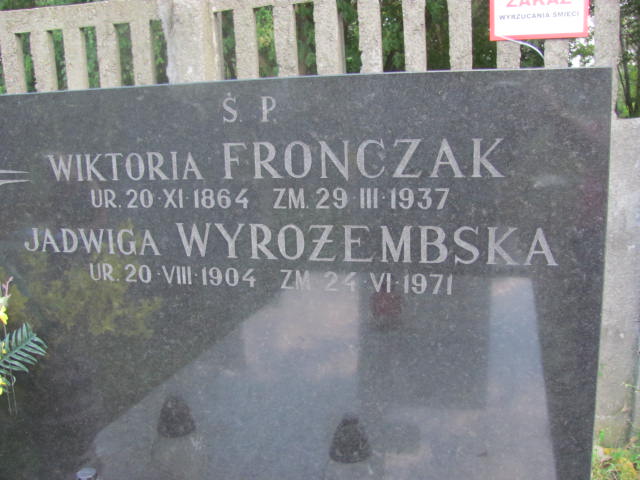 ZAKAZ
WYRZUCANIA ŚMIECI
Ś. P.
WIKTORIA FRONCZAK
UR. 20·XI·1864 ZM. 29·III·1937
JADWIGA WYROŻEMBSKA
UR. 20·VIII·1904 ZM 24·VI·1971